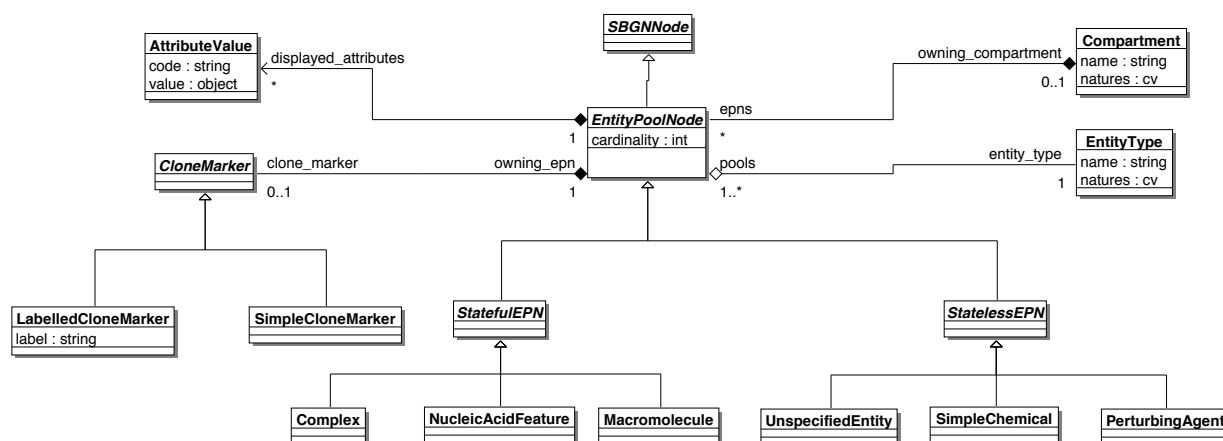 SBGNNode
AttributeValue
code : string
value : object
displayed_attributes
*
1
owning_compartment
0..1
Compartment
name : string
natures : cv
EntityPoolNode
cardinality : int
epns
*
CloneMarker
clone_marker
0..1
owning_epn
1
pools
1..*
entity_type
1
EntityType
name : string
natures : cv
LabelledCloneMarker
label : string
SimpleCloneMarker
StatefulEPN
StatelessEPN
Complex
NucleicAcidFeature
Macromolecule
UnspecifiedEntity
SimpleChemical
PerturbingAgent